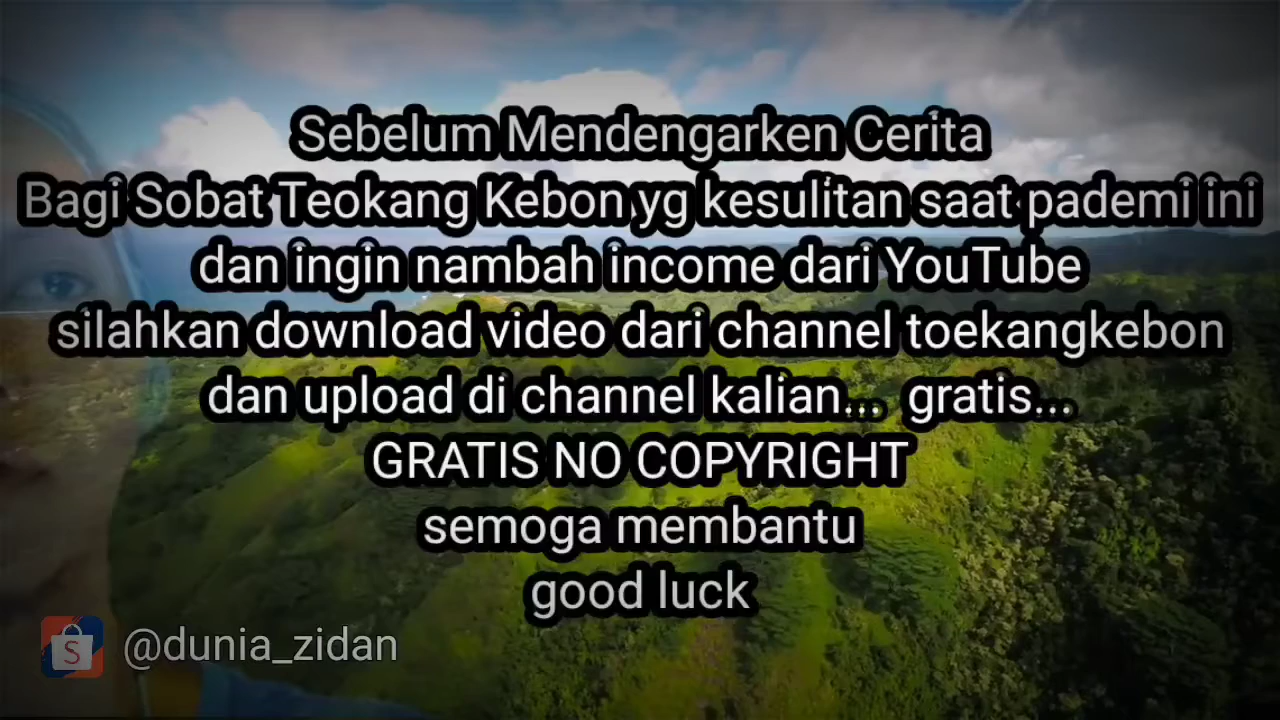 Sebelum Mendengarken Cerita
Bagi Sobat Teokang Kebon yg kesulitan saat pademi ini
dan ingin nambah income dari YouTube
silahkan download video dari channel toekangkebon
dan upload di channel kalian... gratis...
GRATIS NO COPYRIGHT
semoga membantu
good luck
S @dunia_zidan